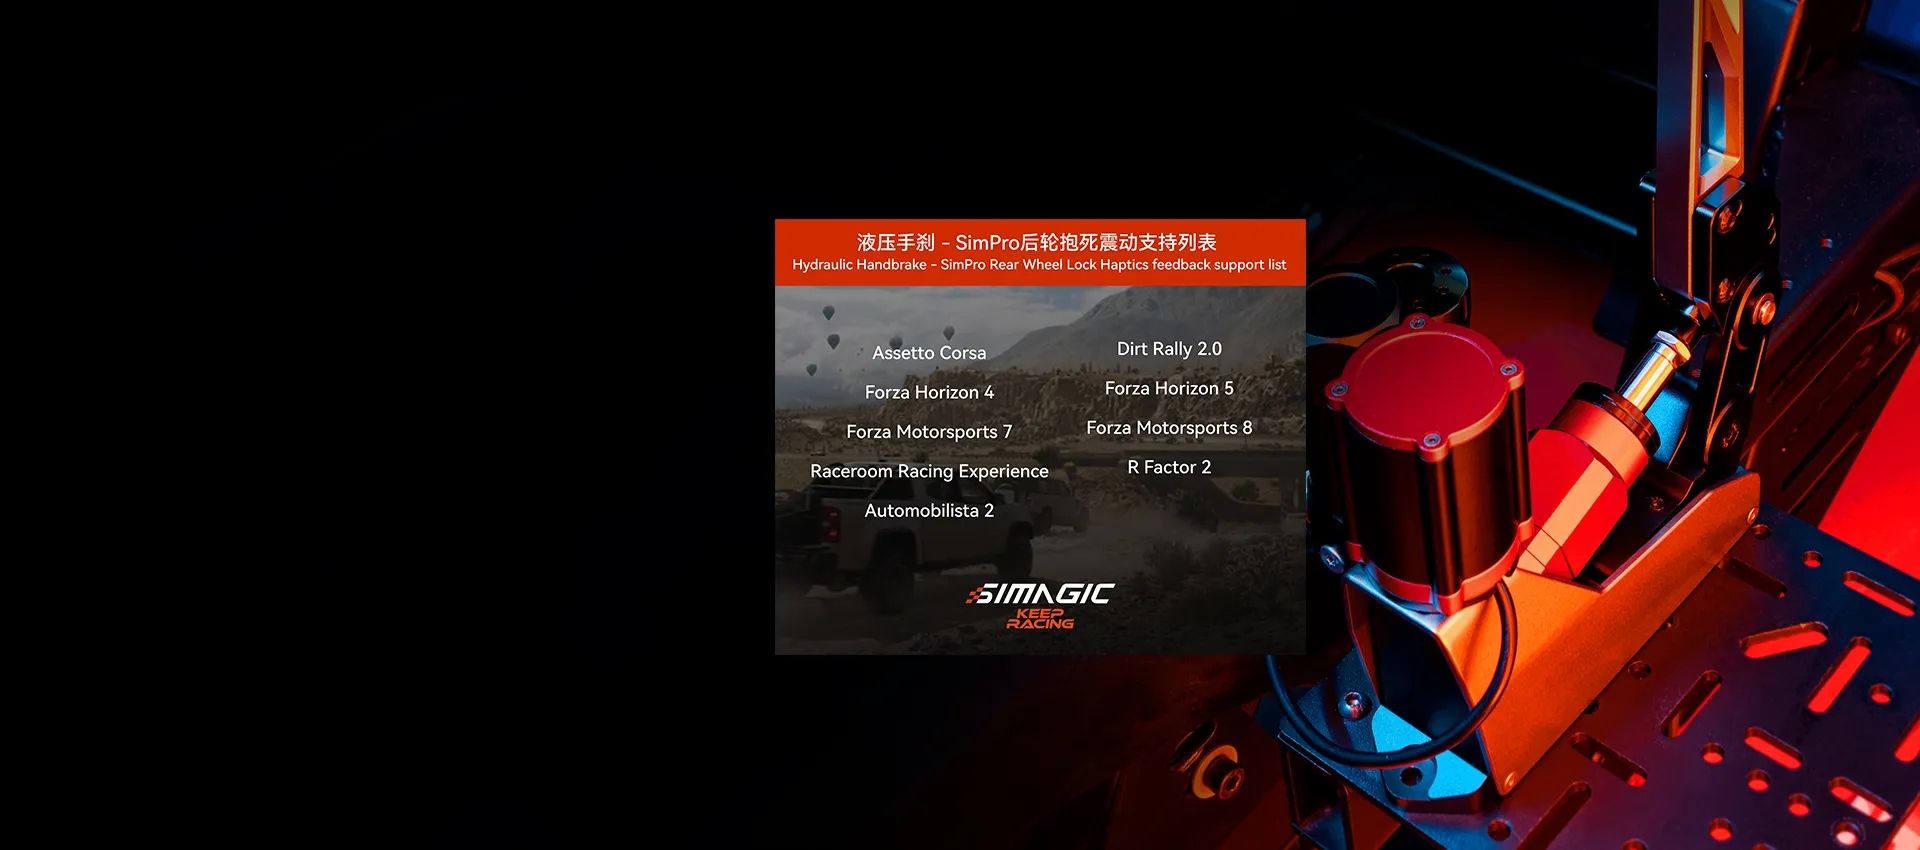 液压手刹 - SimPro后轮抱死震动支持列表
Hydraulic Handbrake - SimPro Rear Wheel Lock Haptics feedback support list
Assetto Corsa
Forza Horizon 4
Forza Motorsports 7
Raceroom Racing Experience
Automobilista 2
Dirt Rally 2.0
Forza Horizon 5
Forza Motorsports 8
R Factor 2
SIMAGIC
KEEP
RACING